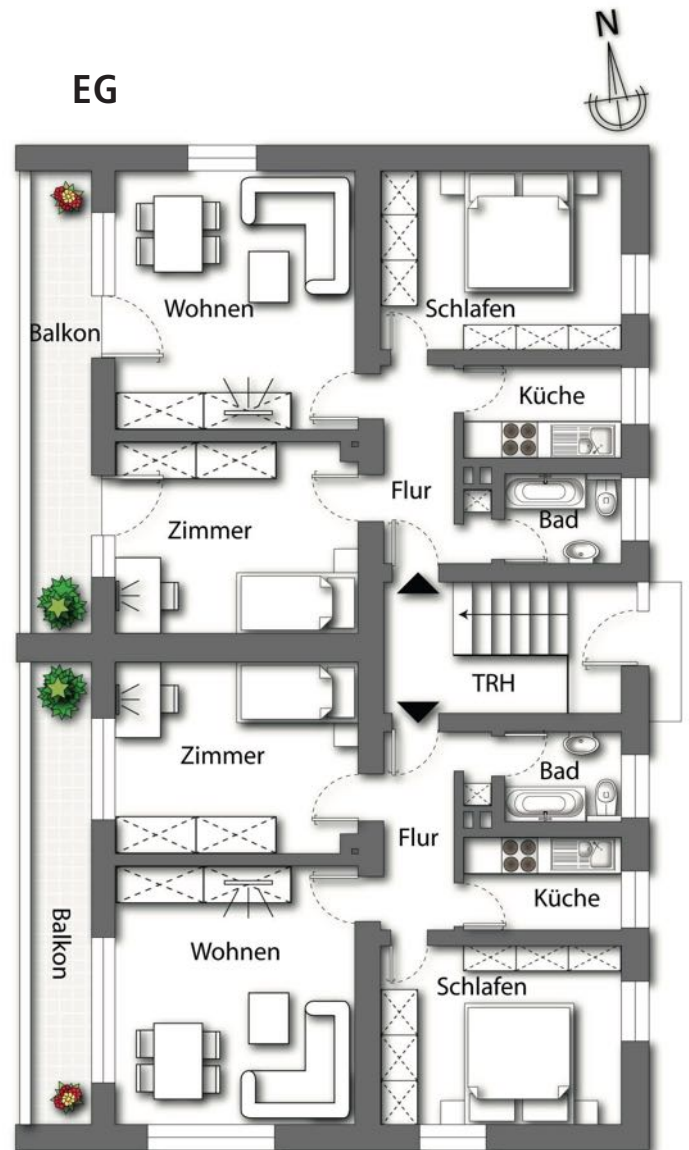 N
EG
Wohnen
Schlafen
Balkon
Küche
Flur
Bad
Zimmer
TRH
Zimmer
Bad
Flur
Küche
Balkon
Wohnen
Schlafen